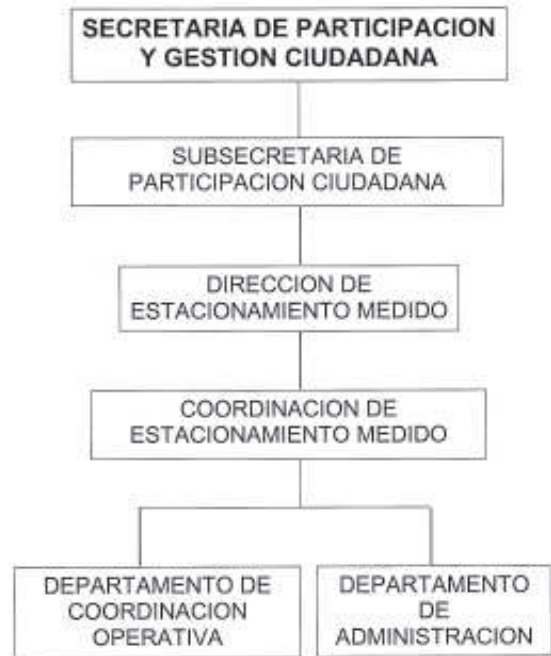 SECRETARIA DE PARTICIPACION
Y GESTION CIUDADANA
SUBSECRETARIA DE
PARTICIPACION CIUDADANA
DIRECCION DE
ESTACIONAMIENTO MEDIDO
COORDINACION DE
ESTACIONAMIENTO MEDIDO
DEPARTAMENTO DE
COORDINACION
OPERATIVA
DEPARTAMENTO
DE
ADMINISTRACION